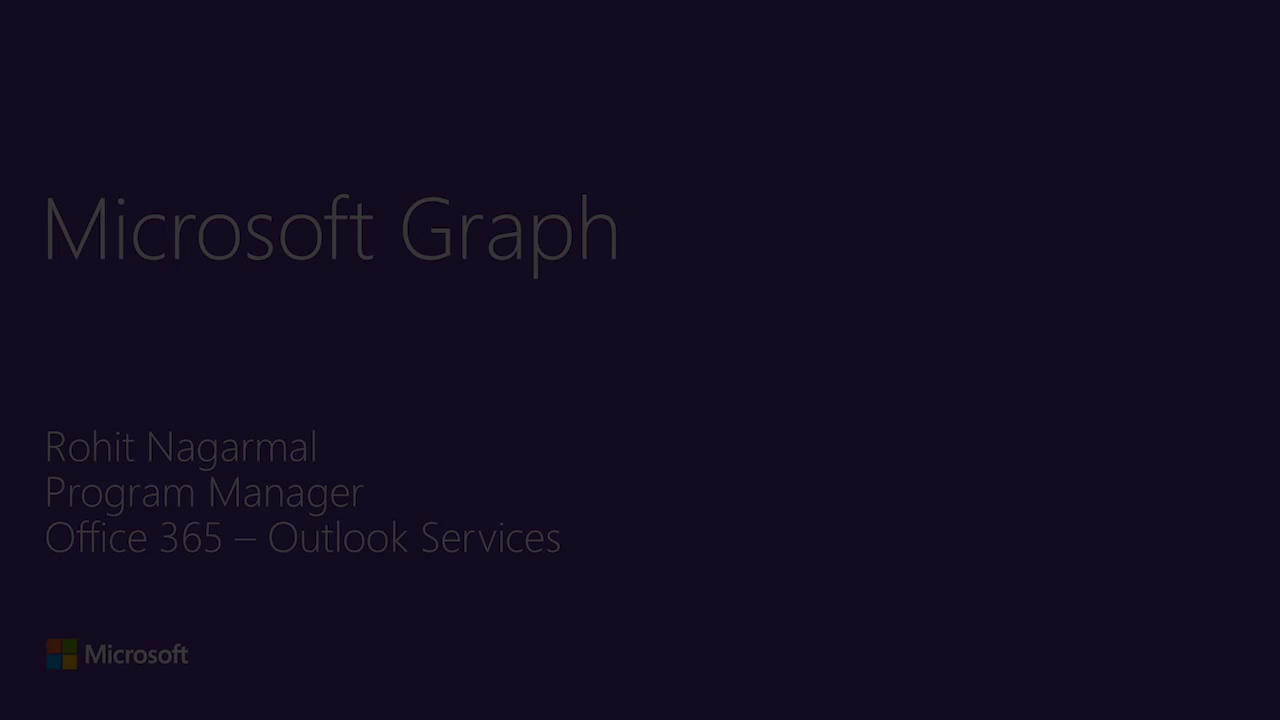 Microsoft Graph
Rohit Nagarmal
Program Manager
Office 365 – Outlook Services
Microsoft